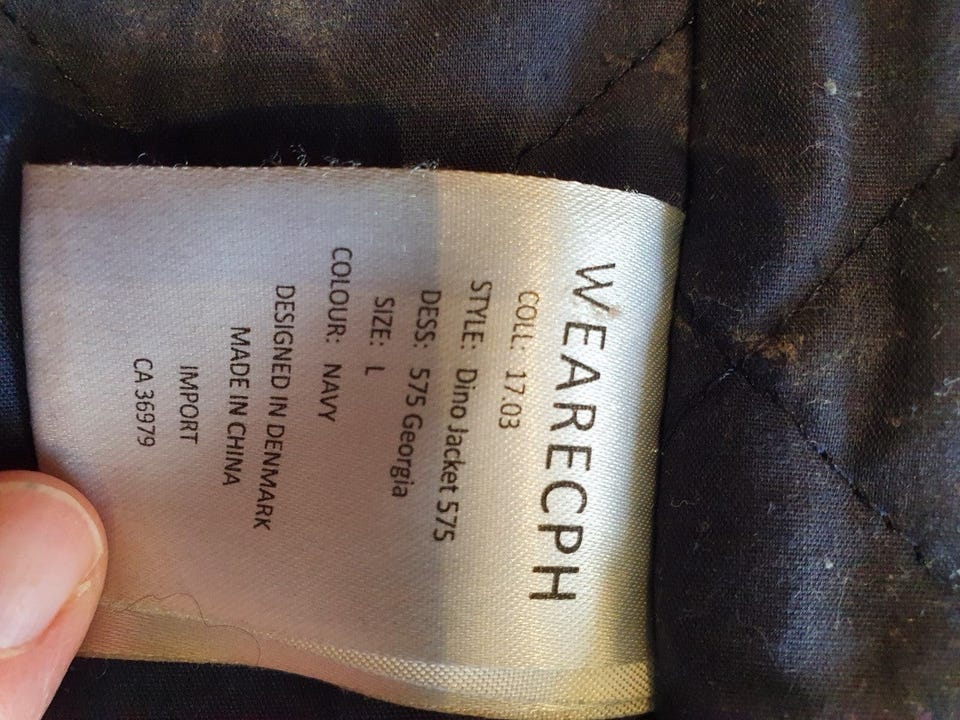 WEARECPH
COLL: 17.03
STYLE: Dino Jacket 575
DESS: 575 Georgia
SIZE: L
COLOUR: NAVY
DESIGNED IN DENMARK
MADE IN CHINA
IMPORT
CA 36979